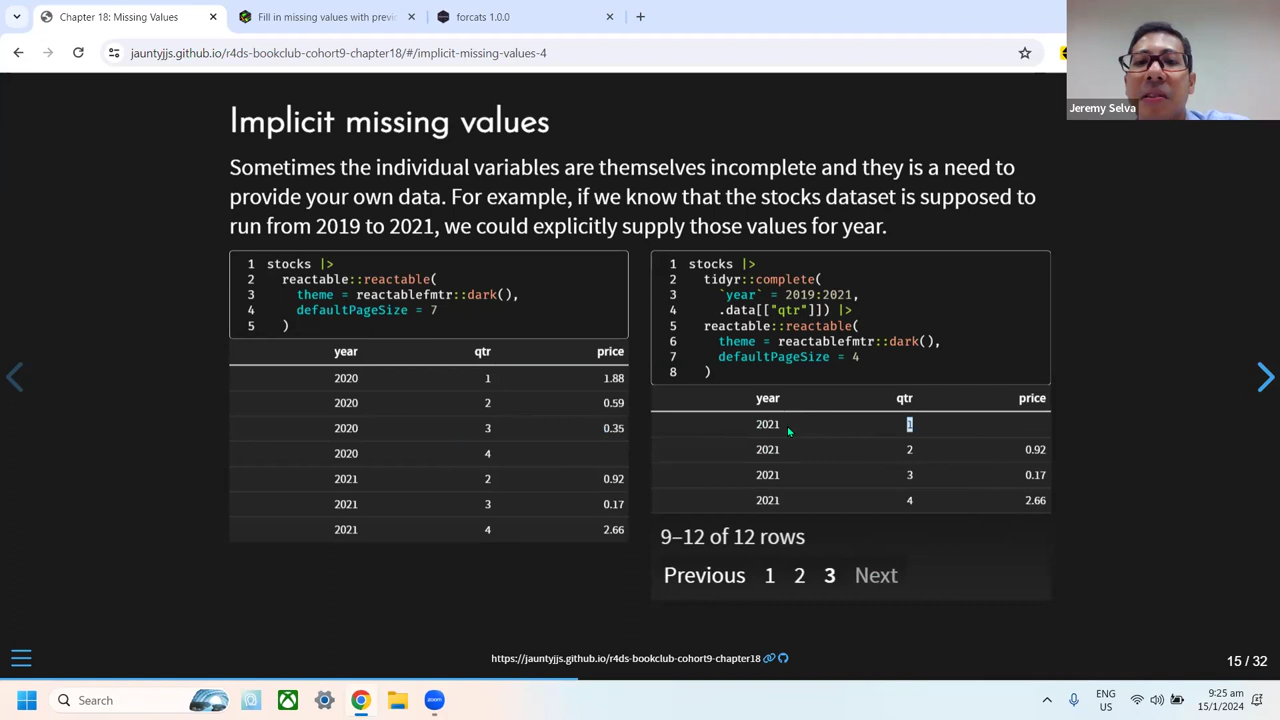 Chapter 18: Missing Values
Fill in missing values with previ
forcats 1.0.0
jauntyjjs.github.io/r4ds-bookclub-cohort9-chapter18/#/implicit-missing-values-4
Jeremy Selva
Implicit missing values
Sometimes the individual variables are themselves incomplete and they is a need to
provide your own data. For example, if we know that the stocks dataset is supposed to
run from 2019 to 2021, we could explicitly supply those values for year.
1 stocks |>
2 reactable::reactable(
3 theme = reactablefmtr::dark(),
4 defaultPageSize = 7
5 )
year qtr price
2020 1 1.88
2020 2 0.59
2020 3 0.35
2020 4
2021 2 0.92
2021 3 0.17
2021 4 2.66
1 stocks |>
2 tidyr::complete(
3 `year` = 2019:2021,
4 .data[["qtr"]]) |>
5 reactable::reactable(
6 theme = reactablefmtr::dark(),
7 defaultPageSize = 4
8 )
year qtr price
2021 1
2021 2 0.92
2021 3 0.17
2021 4 2.66
9–12 of 12 rows
Previous 1 2 3 Next
https://jauntyjjs.github.io/r4ds-bookclub-cohort9-chapter18
15 / 32
Search
zoom
ENG
US
9:25 am
15/1/2024